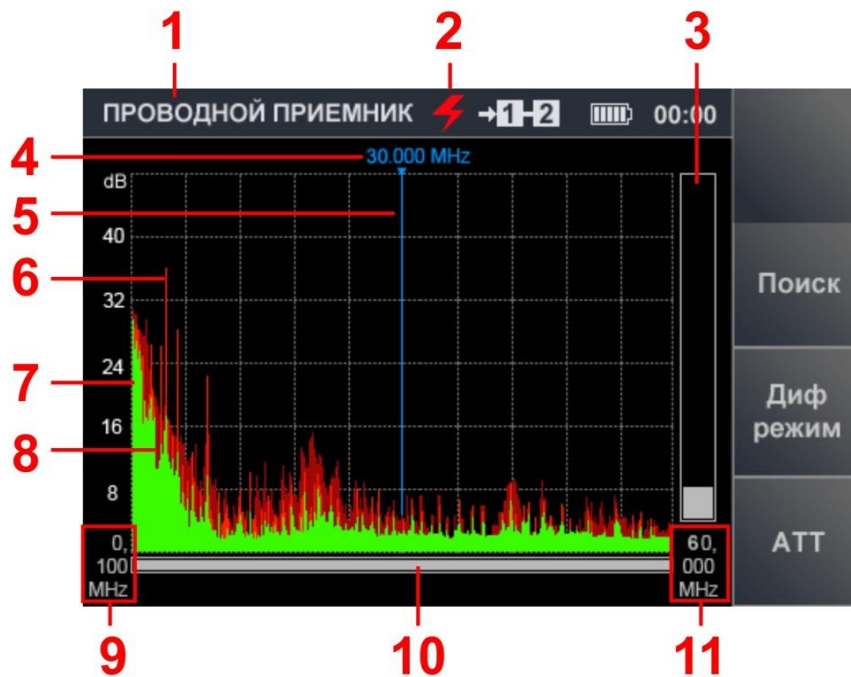 1 2 3
ПРОВОДНОЙ ПРИЕМНИК →1-2 00:00
4 30.000 MHz
dB
5
40
6
Поиск
32
24
7
Диф
режим
16
8
8
0,
100
MHz
60,
000
MHz
АТТ
9 10 11